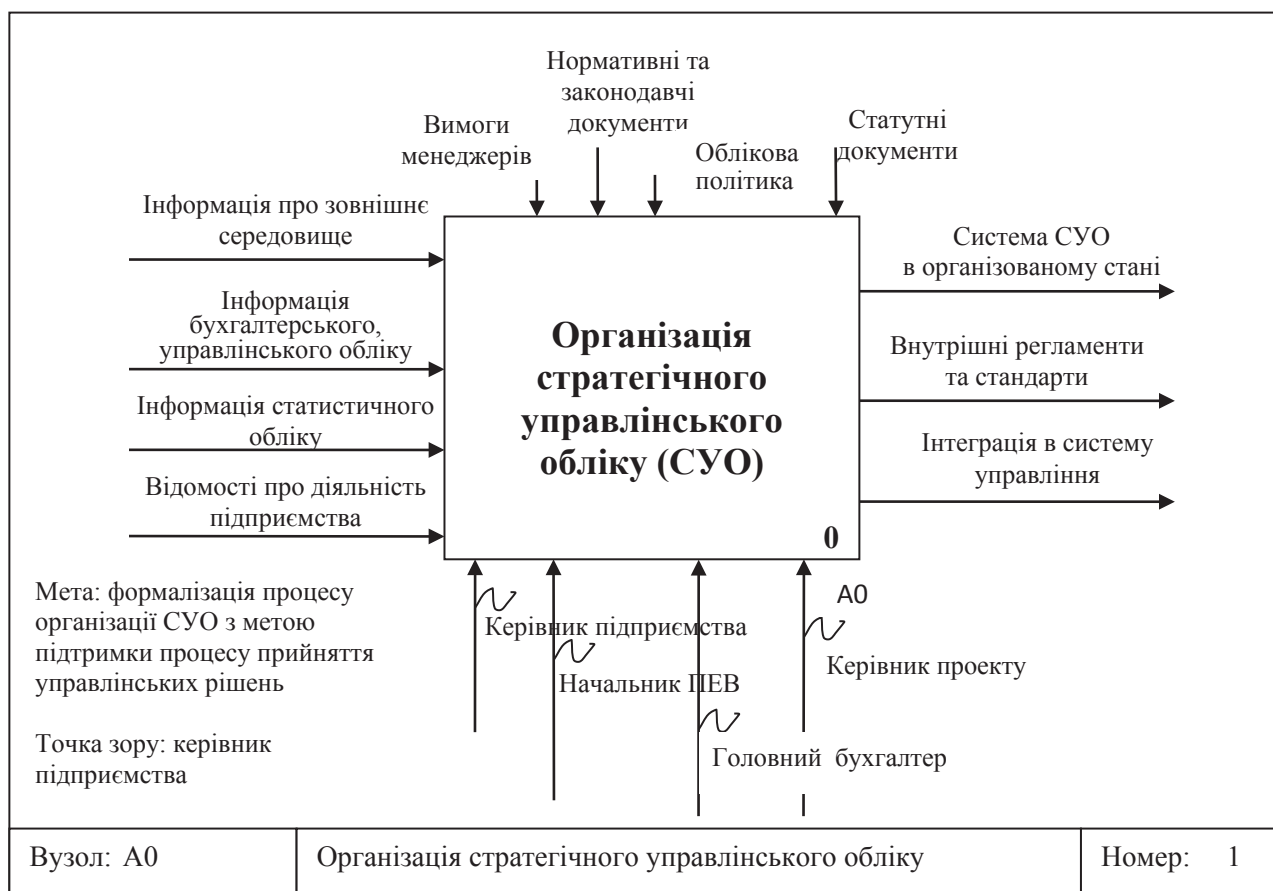 Нормативні та
законодавчі
документи
Вимоги
менеджерів
Облікова
політика
Статутні
документи
Інформація про зовнішнє
середовище
Інформація
бухгалтерського,
управлінського обліку
Інформація статистичного
обліку
Відомості про діяльність
підприємства
Організація
стратегічного
управлінського
обліку (СУО)
0
Система СУО
в організованому стані
Внутрішні регламенти
та стандарти
Інтеграція в систему
управління
Мета: формалізація процесу
організації СУО з метою
підтримки процесу прийняття
управлінських рішень
Точка зору: керівник
підприємства
Керівник підприємства
Начальник ПЕВ
Головний бухгалтер
A0
Керівник проекту
Вузол: А0
Організація стратегічного управлінського обліку
Номер: 1